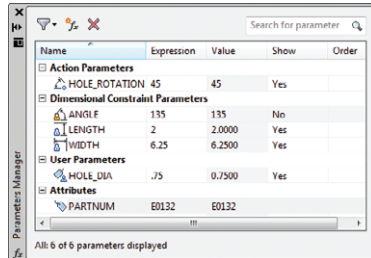 Search for parameter
Name Expression Value Show Order
Action Parameters
HOLE_ROTATION 45 45 Yes
Dimensional Constraint Parameters
ANGLE 135 135 No
LENGTH 2 2.0000 Yes
WIDTH 6.25 6.2500 Yes
User Parameters
HOLE_DIA .75 0.7500 Yes
Attributes
PARTNUM E0132 E0132
All: 6 of 6 parameters displayed
Parameters Manager
fx